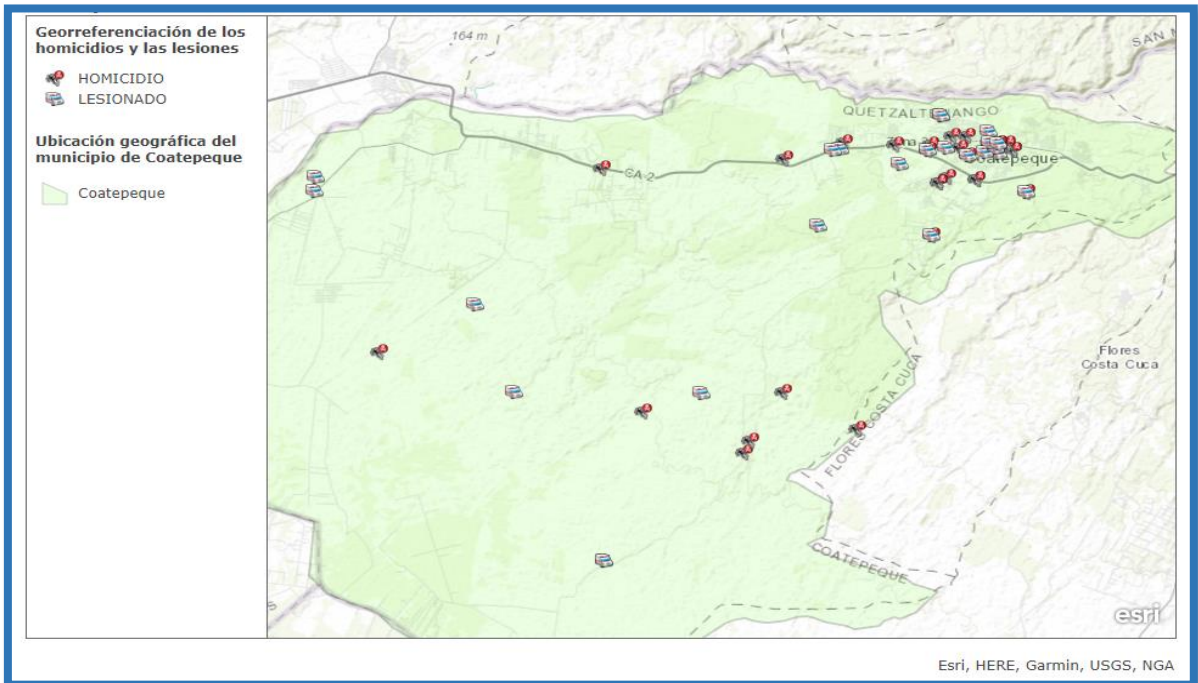 Georreferenciación de los
homicidios y las lesiones
HOMICIDIO
LESIONADO
Ubicación geográfica del
municipio de Coatepeque
Coatepeque
164 m
SAN M
QUETZALTENANGO
Coatepeque
CA 2
Flores
Costa Cuca
FLORES COSTA CUCA
COATEPEQUE
esri
Esri, HERE, Garmin, USGS, NGA